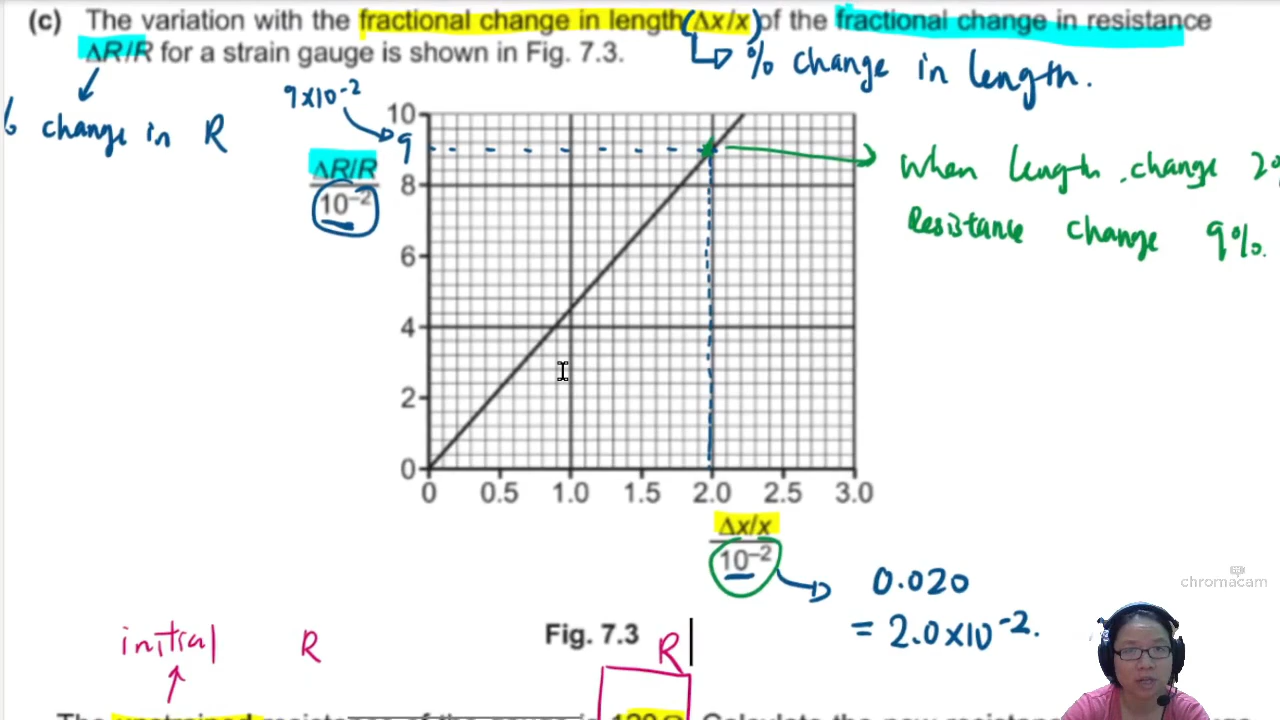 (c) The variation with the fractional change in length (Δx/x) of the fractional change in resistance
ΔR/R for a strain gauge is shown in Fig. 7.3.
% change in length.
9×10⁻²
change in R
10
9
ΔR/R
10⁻²
8
6
4
2
0
When length change 2%
Resistance change 9%.
0 0.5 1.0 1.5 2.0 2.5 3.0
Δx/x
10⁻²
0.020
= 2.0×10⁻².
chromacam
Fig. 7.3
initial R
R